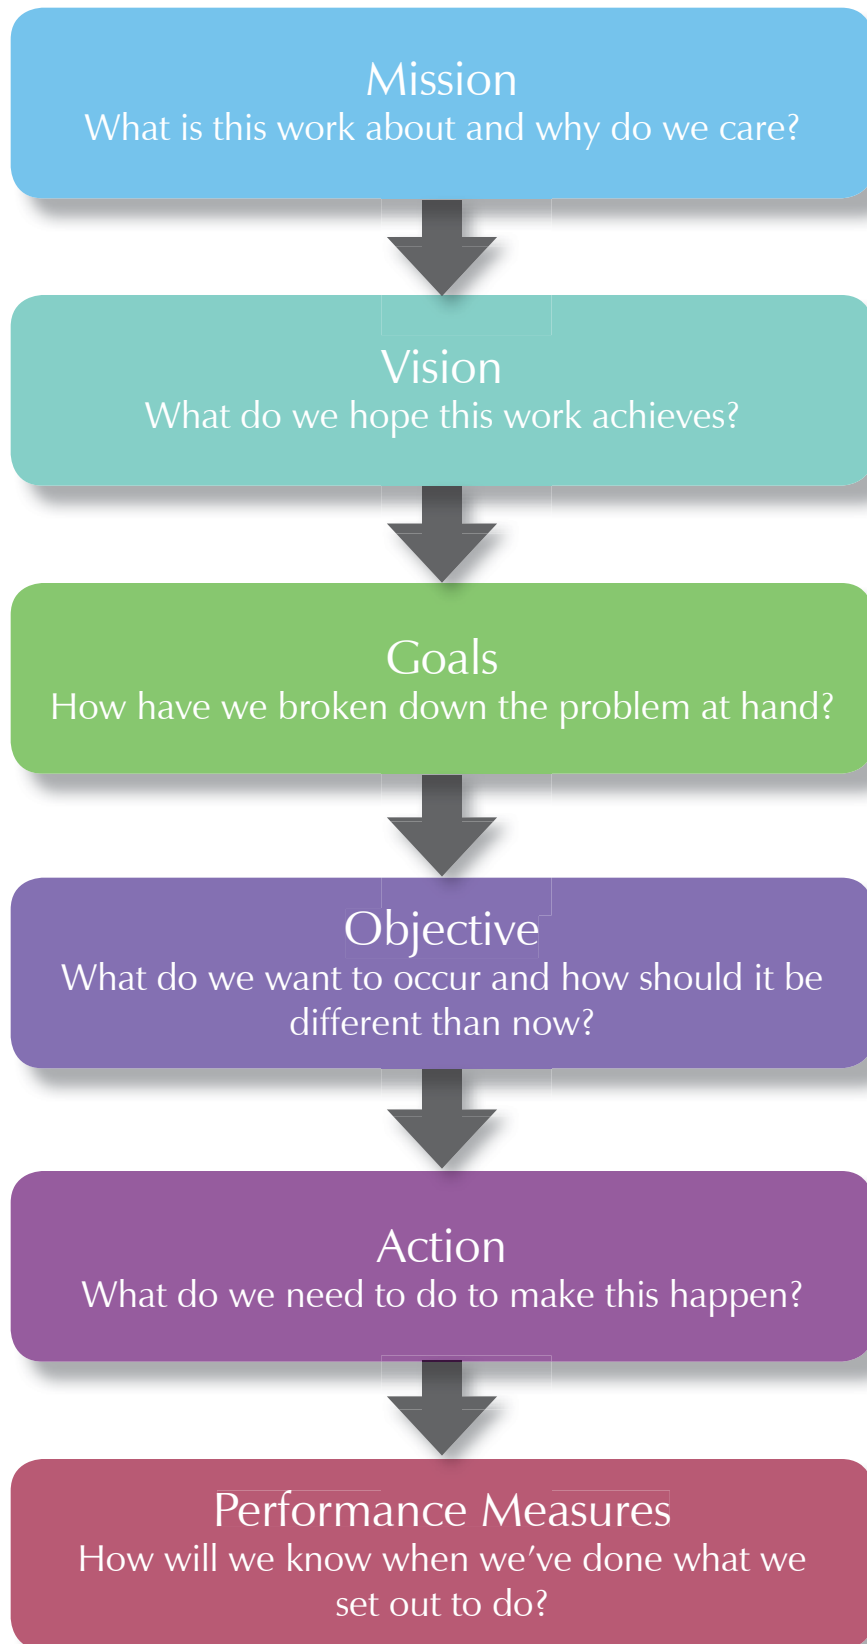 Mission
What is this work about and why do we care?
Vision
What do we hope this work achieves?
Goals
How have we broken down the problem at hand?
Objective
What do we want to occur and how should it be
different than now?
Action
What do we need to do to make this happen?
Performance Measures
How will we know when we’ve done what we
set out to do?